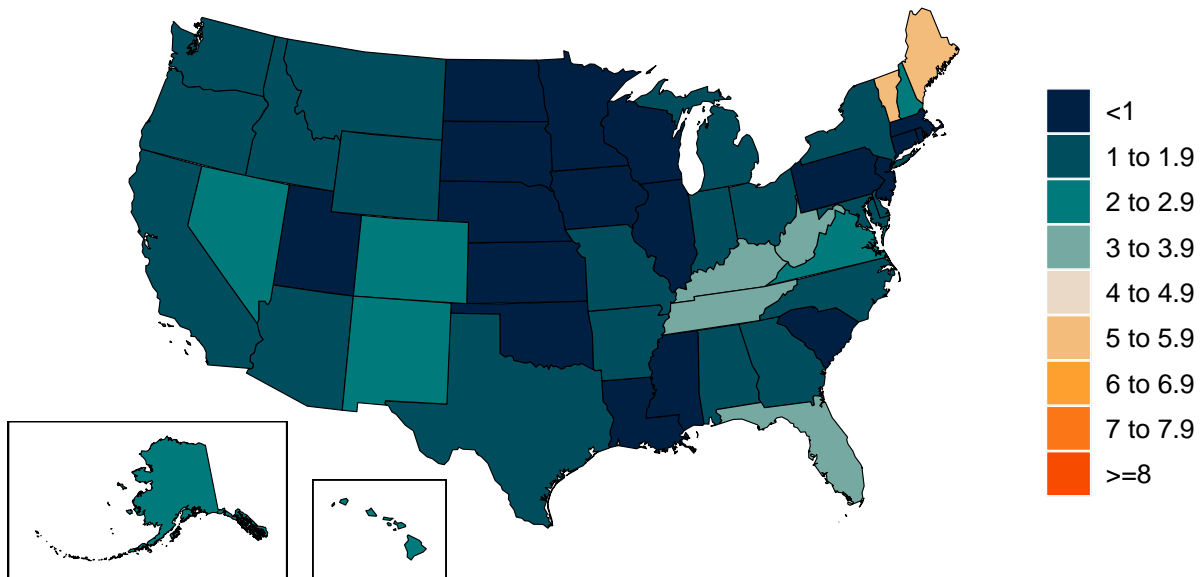 <1
1 to 1.9
2 to 2.9
3 to 3.9
4 to 4.9
5 to 5.9
6 to 6.9
7 to 7.9
>=8